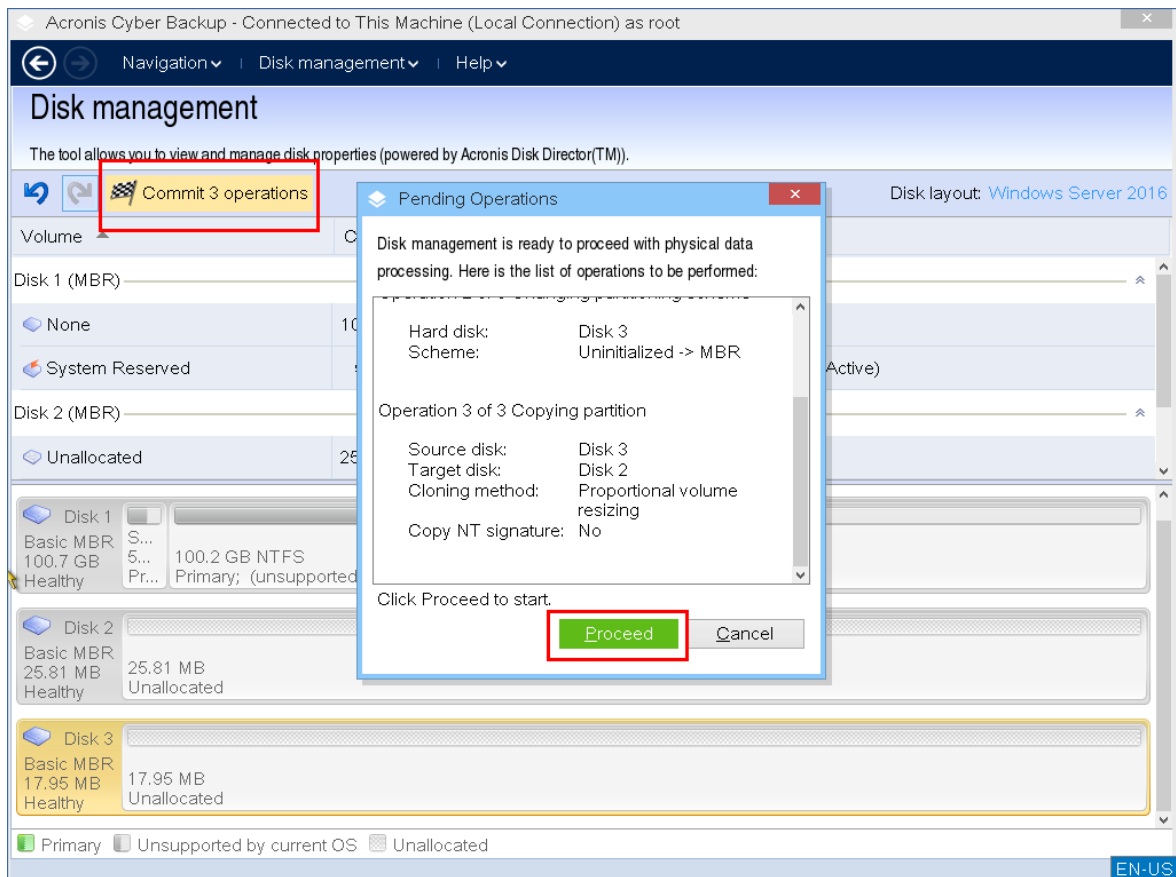 Acronis Cyber Backup - Connected to This Machine (Local Connection) as root
Navigation Disk management Help
Disk management
The tool allows you to view and manage disk properties (powered by Acronis Disk Director(TM)).
Commit 3 operations
Disk layout: Windows Server 2016
Volume C
Disk 1 (MBR)
None 10
System Reserved Active)
Disk 2 (MBR)
Unallocated 25
Pending Operations
Disk management is ready to proceed with physical data
processing. Here is the list of operations to be performed:
Hard disk: Disk 3
Scheme: Uninitialized -> MBR
Operation 3 of 3 Copying partition
Source disk: Disk 3
Target disk: Disk 2
Cloning method: Proportional volume
resizing
Copy NT signature: No
Click Proceed to start.
Proceed Cancel
Disk 1
Basic MBR
100.7 GB
Healthy
S...
5...
Pr...
100.2 GB NTFS
Primary; (unsupported
Disk 2
Basic MBR
25.81 MB
Healthy
25.81 MB
Unallocated
Disk 3
Basic MBR
17.95 MB
Healthy
17.95 MB
Unallocated
Primary Unsupported by current OS Unallocated
EN-US